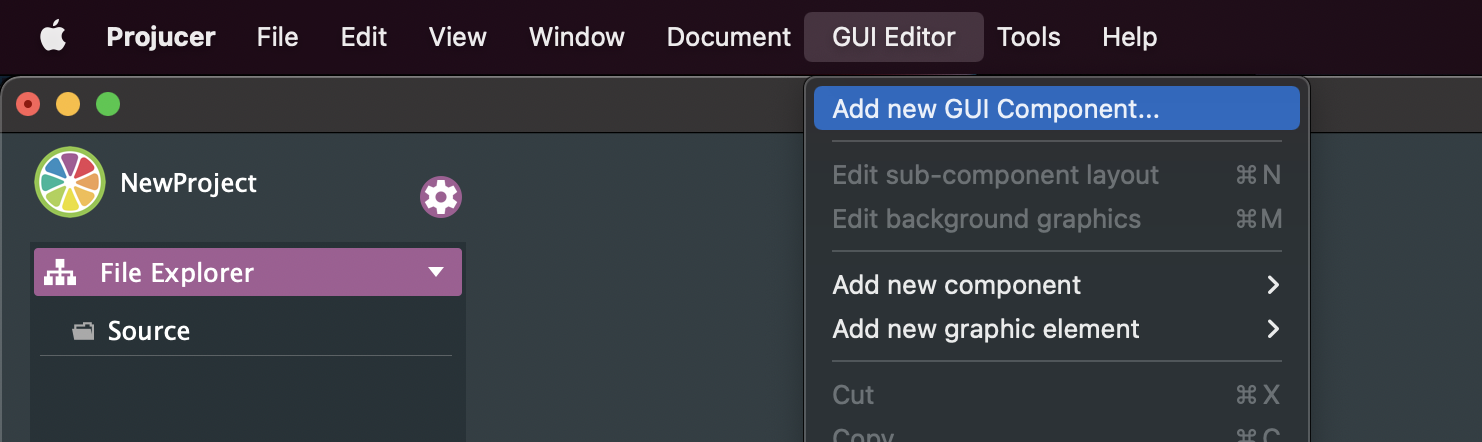 Projucer File Edit View Window Document GUI Editor Tools Help
Add new GUI Component...
NewProject
Edit sub-component layout ⌘N
Edit background graphics ⌘M
File Explorer
Add new component
Source
Add new graphic element
Cut ⌘X
Copy ⌘C